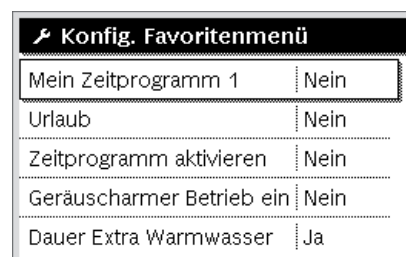 Konfig. Favoritenmenü
Mein Zeitprogramm 1 Nein
Urlaub Nein
Zeitprogramm aktivieren Nein
Geräuscharmer Betrieb ein Nein
Dauer Extra Warmwasser Ja